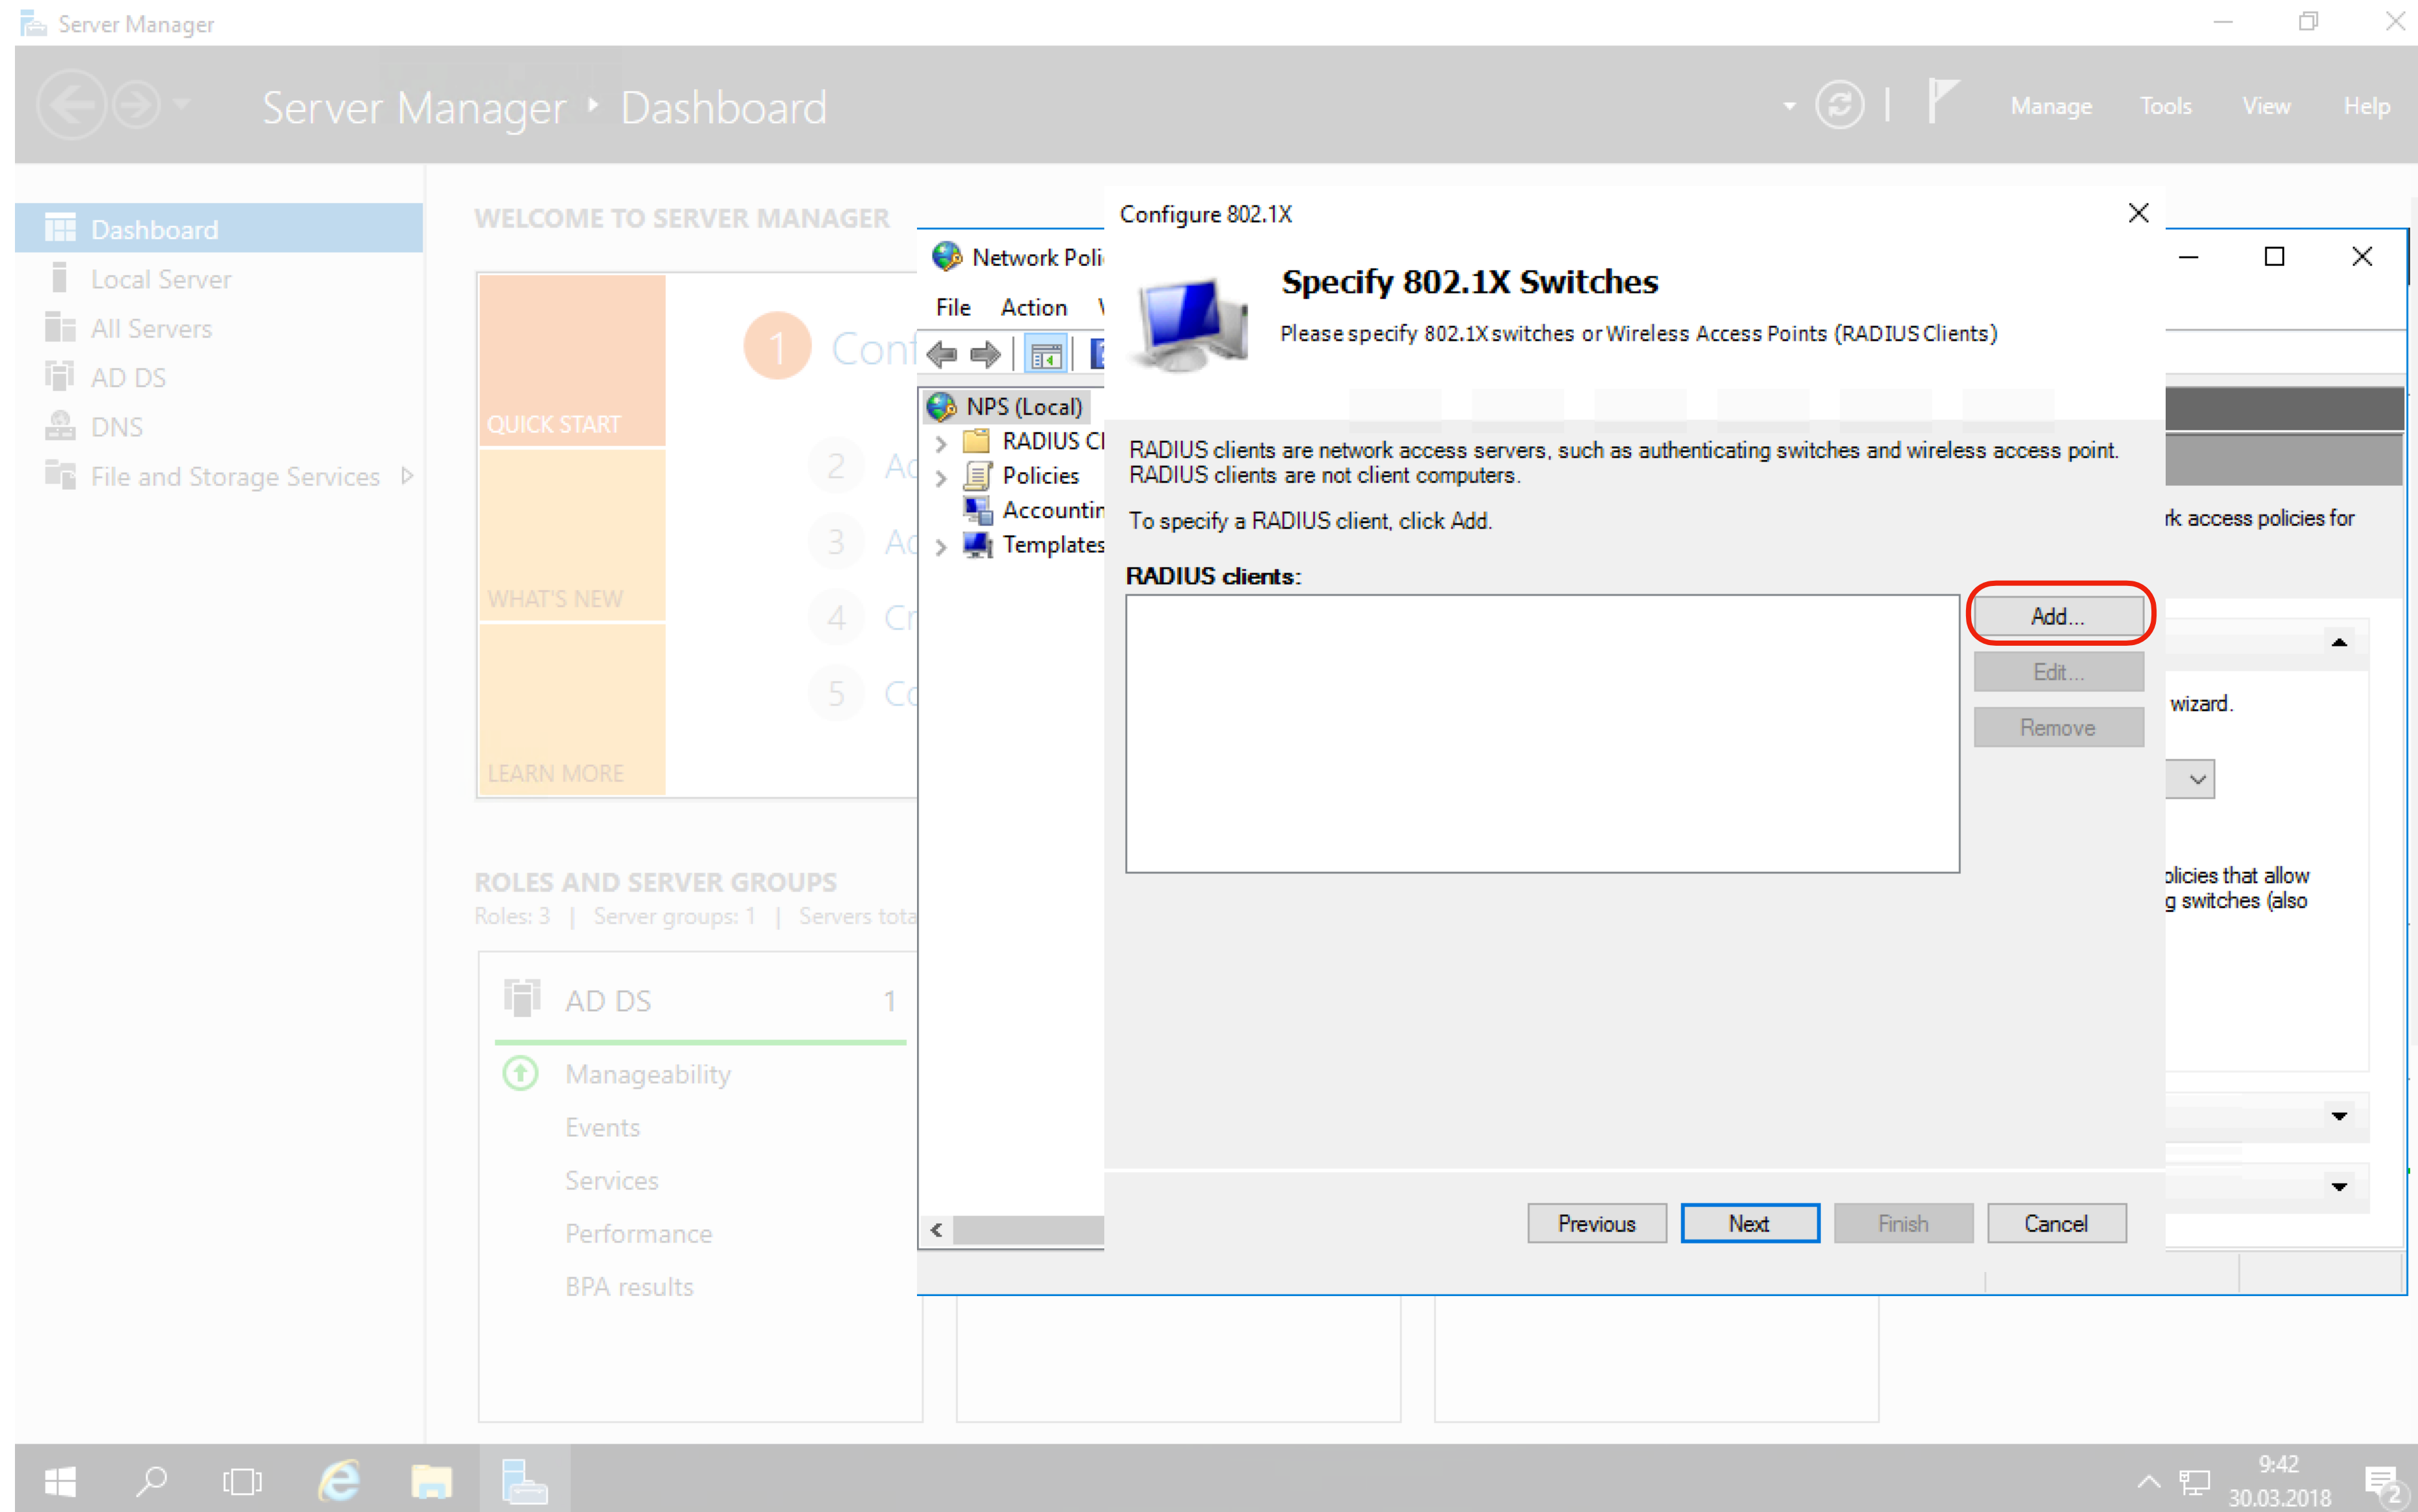 Server Manager
Server Manager ‣ Dashboard
Manage
Tools
View
Help
Dashboard
Local Server
All Servers
AD DS
DNS
File and Storage Services
WELCOME TO SERVER MANAGER
QUICK START
WHAT'S NEW
LEARN MORE
1
2
3
4
5
ROLES AND SERVER GROUPS
Roles: 3 | Server groups: 1 | Servers
AD DS 1
Manageability
Events
Services
Performance
BPA results
Network
File Action
NPS (Local)
RADIUS
Policies
Templates
Configure 802.1X
Specify 802.1X Switches
Please specify 802.1X switches or Wireless Access Points (RADIUS Clients)
RADIUS clients are network access servers, such as authenticating switches and wireless access point.
RADIUS clients are not client computers.
To specify a RADIUS client, click Add.
RADIUS clients:
Add...
Edit...
Remove
Previous
Next
Finish
Cancel
access policies for
wizard.
that allow
switches (also
9:42
30.03.2018
2